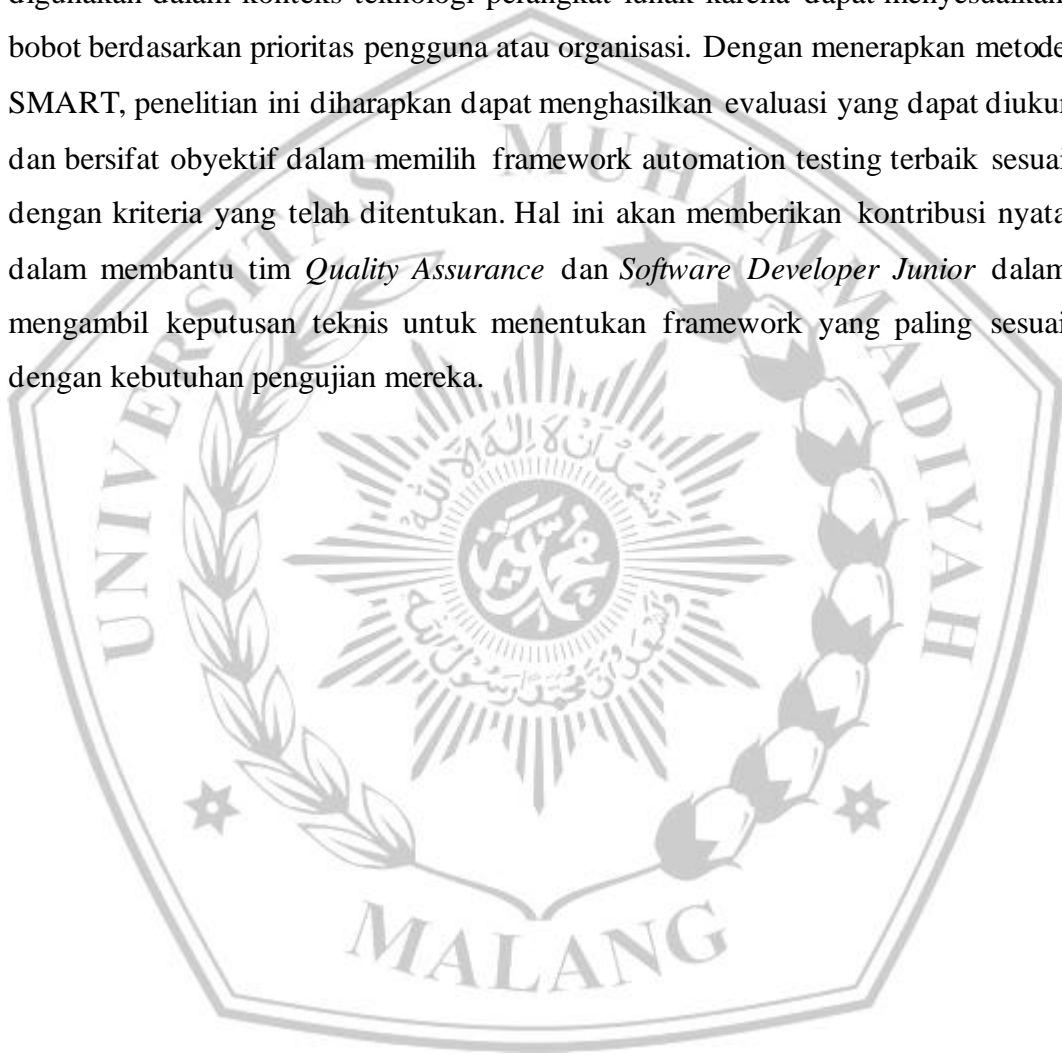 digunakan dalam konteks teknologi perangkat lunak karena dapat menyesuaikan
bobot berdasarkan prioritas pengguna atau organisasi. Dengan menerapkan metode
SMART, penelitian ini diharapkan dapat menghasilkan evaluasi yang dapat diukur
dan bersifat obyektif dalam memilih framework automation testing terbaik sesuai
dengan kriteria yang telah ditentukan. Hal ini akan memberikan kontribusi nyata
dalam membantu tim Quality Assurance dan Software Developer Junior dalam
mengambil keputusan teknis untuk menentukan framework yang paling sesuai
dengan kebutuhan pengujian mereka.
UNIVERSITAS MUHAMMADIYAH
MALANG